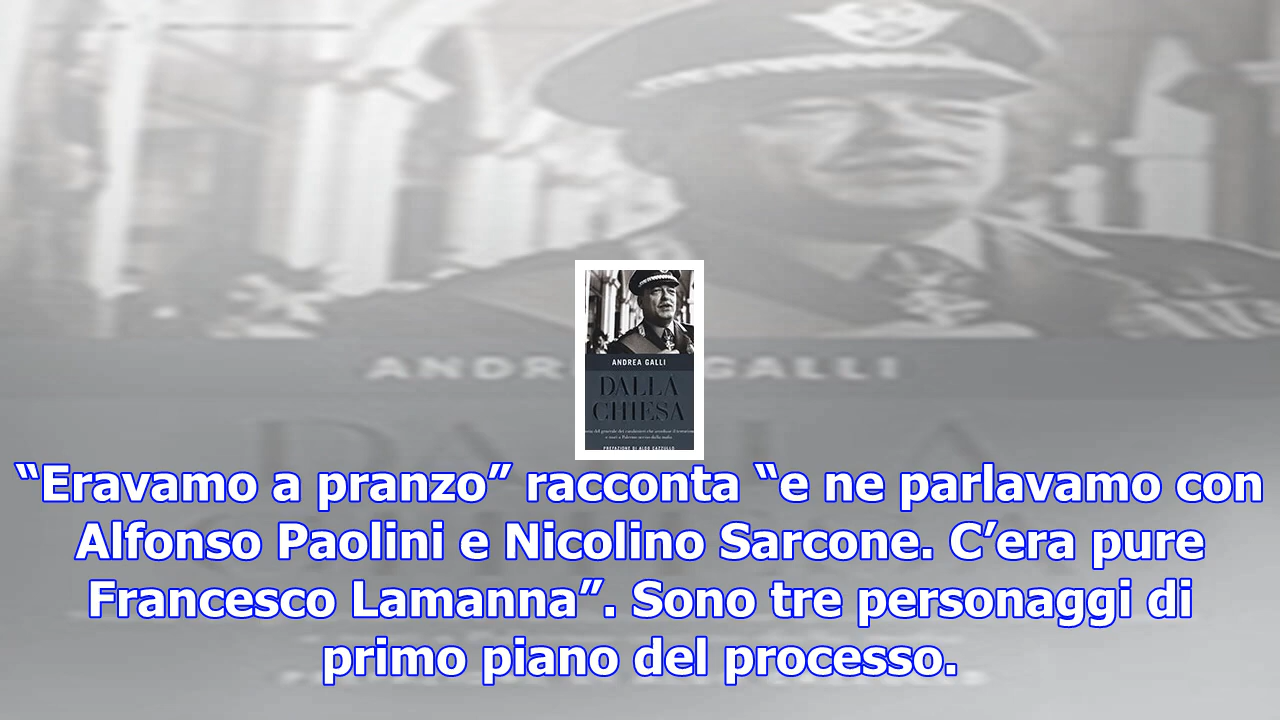 ANDREA GALLI
DALLA
CHIESA
PREFAZIONE DI ALDO CAZZULLO
“Eravamo a pranzo” racconta “e ne parlavamo con
Alfonso Paolini e Nicolino Sarcone. C’era pure
Francesco Lamanna”. Sono tre personaggi di
primo piano del processo.